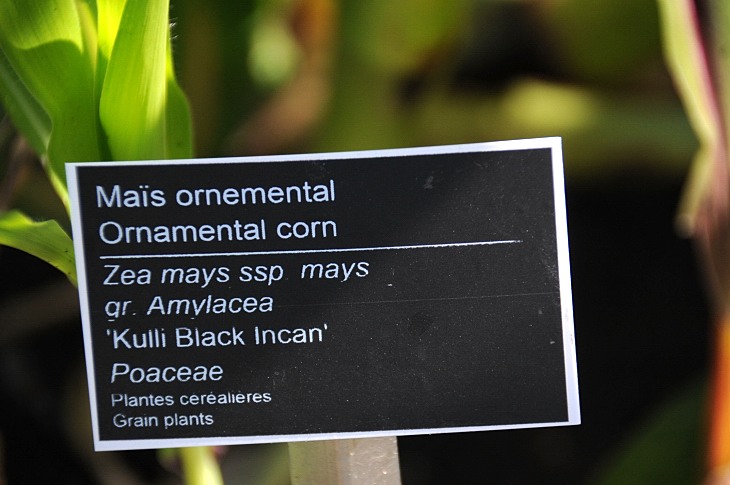 Maïs ornemental
Ornamental corn
Zea mays ssp. mays
gr. Amylacea
'Kulli Black Incan'
Poaceae
Plantes céréalières
Grain plants